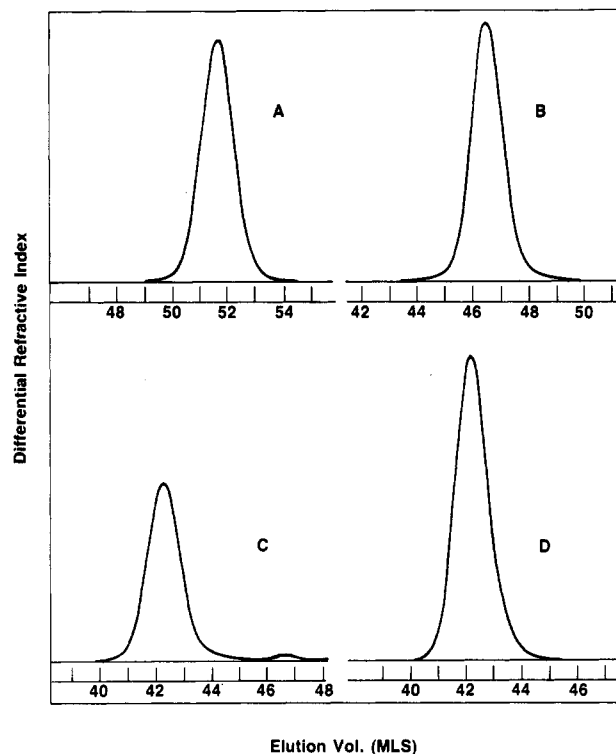 A
B
48 50 52 54
42 44 46 48 50
Differential Refractive Index
C
D
40 42 44 46 48
40 42 44 46
Elution Vol. (MLS)